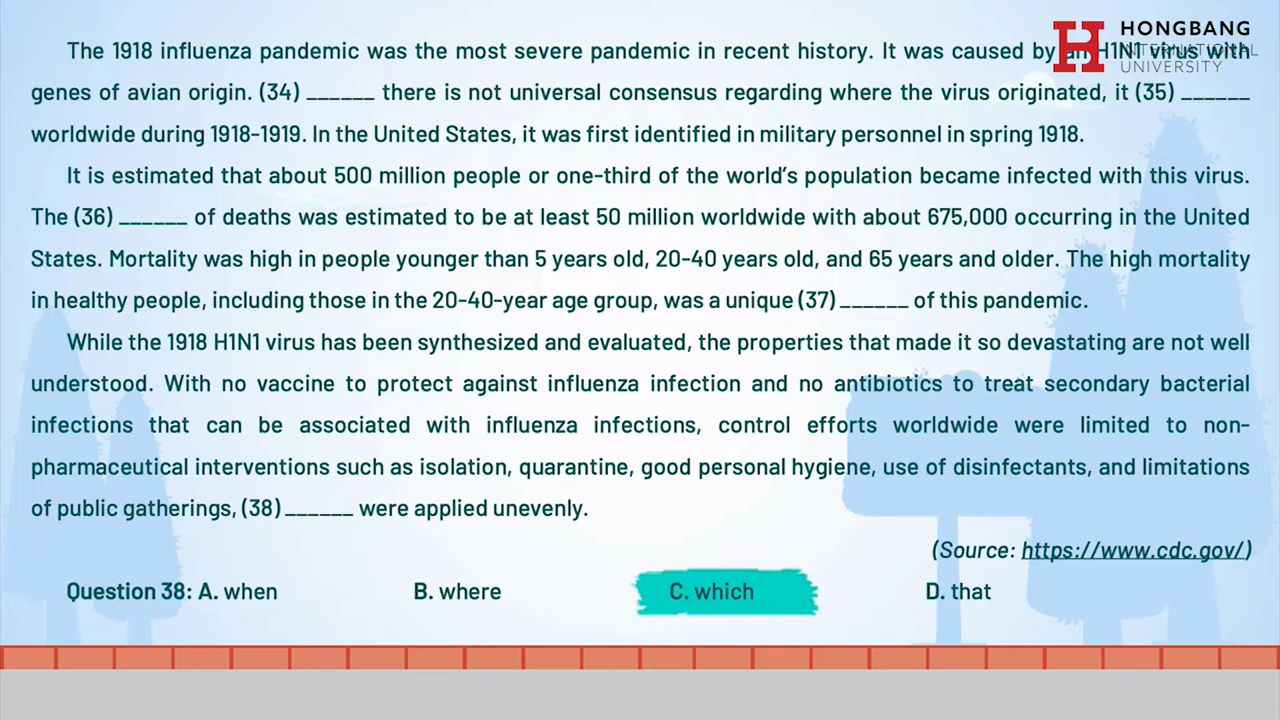 HONGBANG
INTERNATIONAL
UNIVERSITY
The 1918 influenza pandemic was the most severe pandemic in recent history. It was caused by an H1N1 virus with
genes of avian origin. (34) ______ there is not universal consensus regarding where the virus originated, it (35) ______
worldwide during 1918-1919. In the United States, it was first identified in military personnel in spring 1918.
It is estimated that about 500 million people or one-third of the world's population became infected with this virus.
The (36) ______ of deaths was estimated to be at least 50 million worldwide with about 675,000 occurring in the United
States. Mortality was high in people younger than 5 years old, 20-40 years old, and 65 years and older. The high mortality
in healthy people, including those in the 20-40-year age group, was a unique (37) ______ of this pandemic.
While the 1918 H1N1 virus has been synthesized and evaluated, the properties that made it so devastating are not well
understood. With no vaccine to protect against influenza infection and no antibiotics to treat secondary bacterial
infections that can be associated with influenza infections, control efforts worldwide were limited to non-
pharmaceutical interventions such as isolation, quarantine, good personal hygiene, use of disinfectants, and limitations
of public gatherings, (38) ______ were applied unevenly.
(Source: https://www.cdc.gov/)
Question 38: A. when B. where C. which D. that